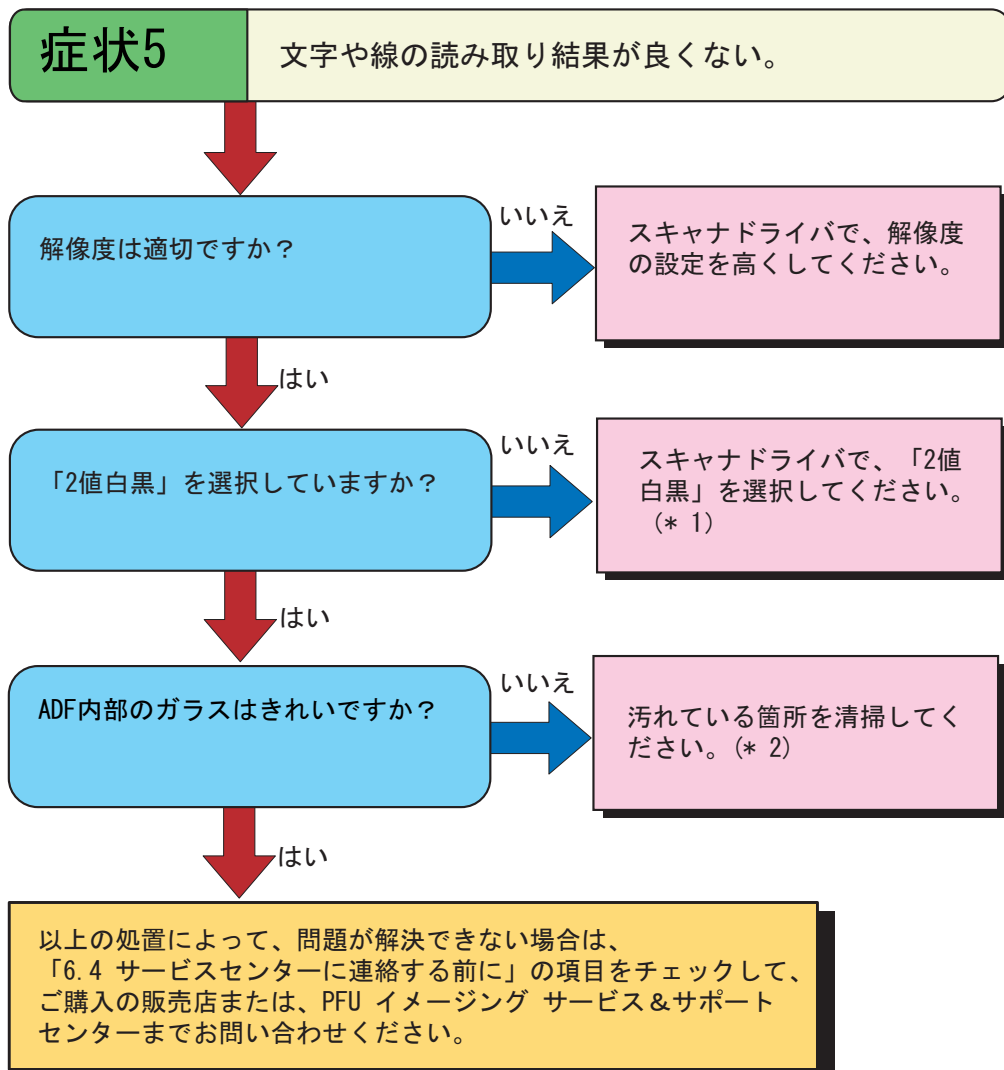 症状5
文字や線の読み取り結果が良くない。
解像度は適切ですか？
いいえ
スキャナドライバで、解像度
の設定を高くしてください。
はい
「2値白黒」を選択していますか？
いいえ
スキャナドライバで、「2値
白黒」を選択してください。
(* 1)
はい
ADF内部のガラスはきれいですか？
いいえ
汚れている箇所を清掃してく
ださい。(* 2)
はい
以上の処置によって、問題が解決できない場合は、
「6.4 サービスセンターに連絡する前に」の項目をチェックして、
ご購入の販売店または、PFU イメージング サービス＆サポート
センターまでお問い合わせください。